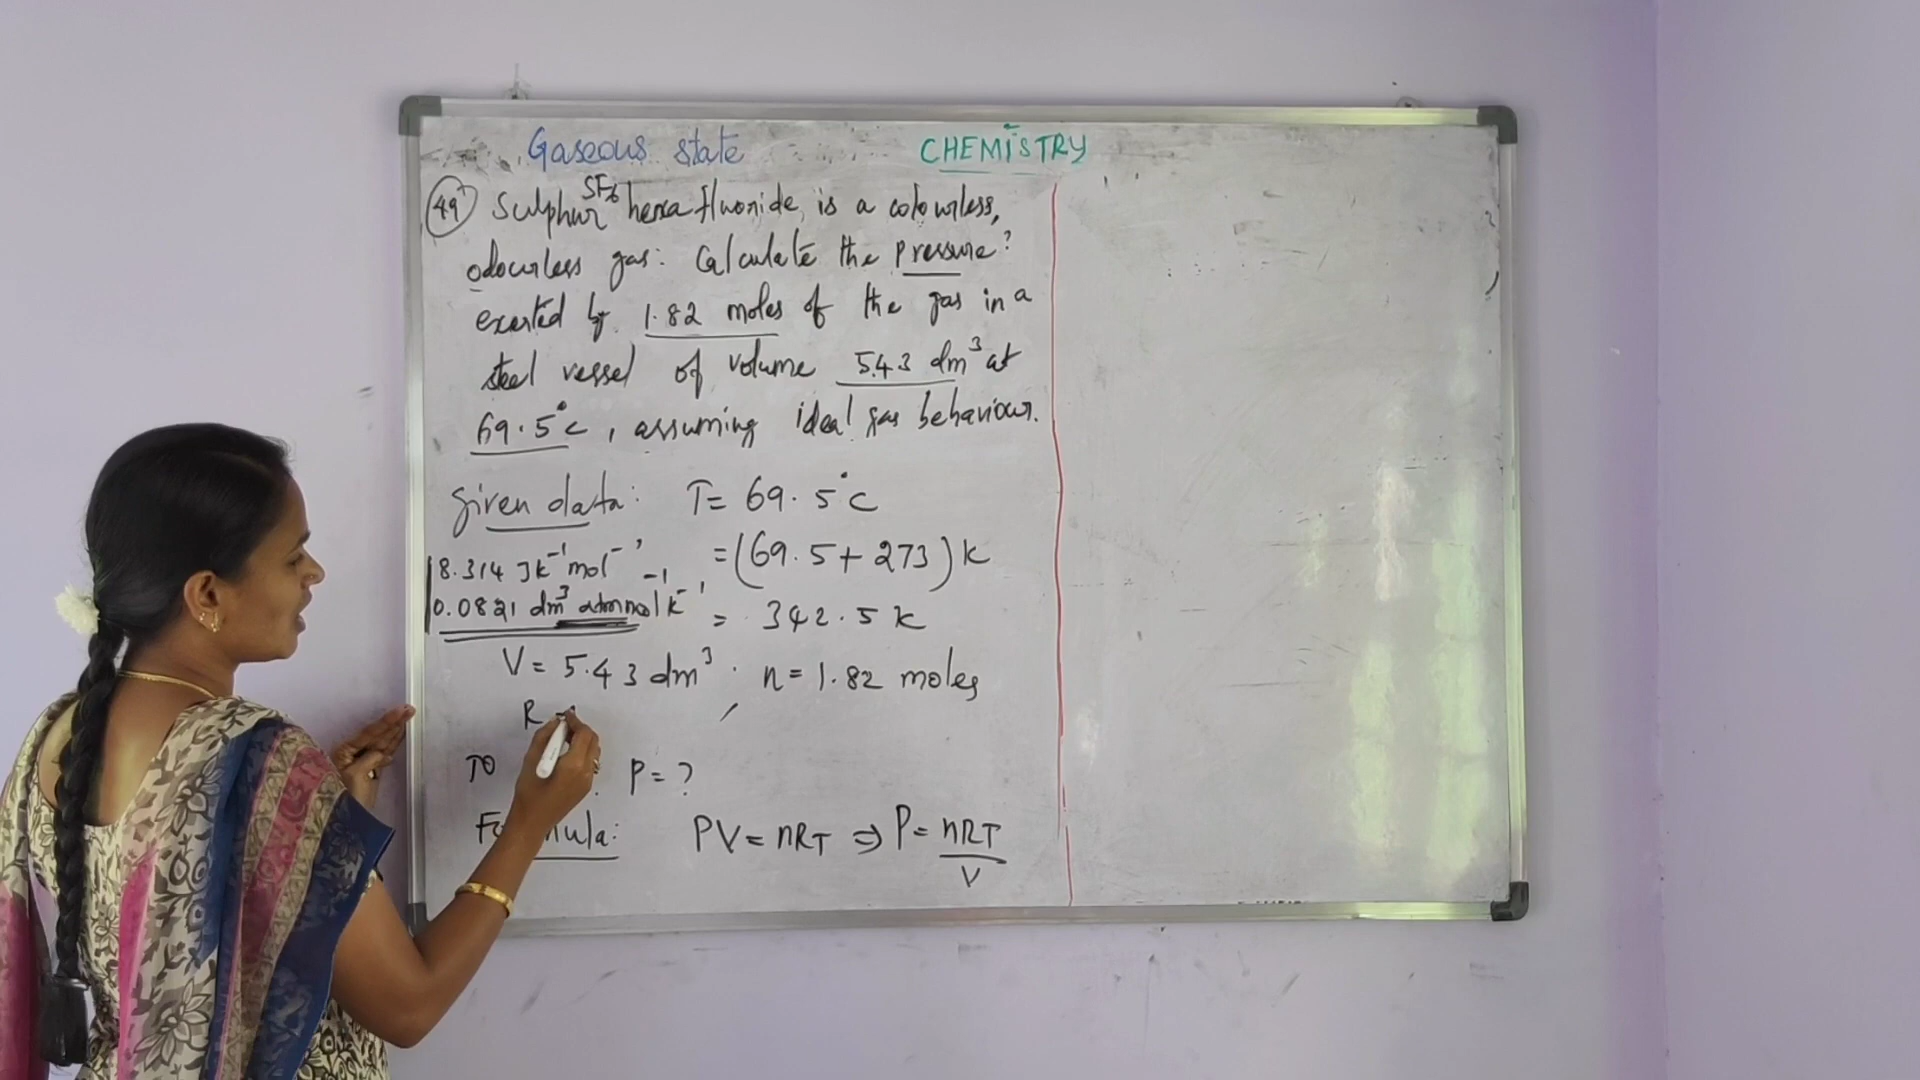 Gaseous state CHEMISTRY
49 Sulphur SF6 hexafluoride, is a colourless,
odourless gas. Calculate the pressure?
exerted by 1.82 moles of the gas in a
steel vessel of volume 5.43 dm³ at
69.5°c, assuming ideal gas behaviour.
given data: T= 69.5°c
8.314 Jk⁻¹mol⁻¹ =(69.5+273)k
0.0821 dm³ atm mol⁻¹ k⁻¹ = 342.5 k
V= 5.43 dm³. n=1.82 moles
R =
TO P=?
Formula: PV=nRT ⇒ P= nRT
V